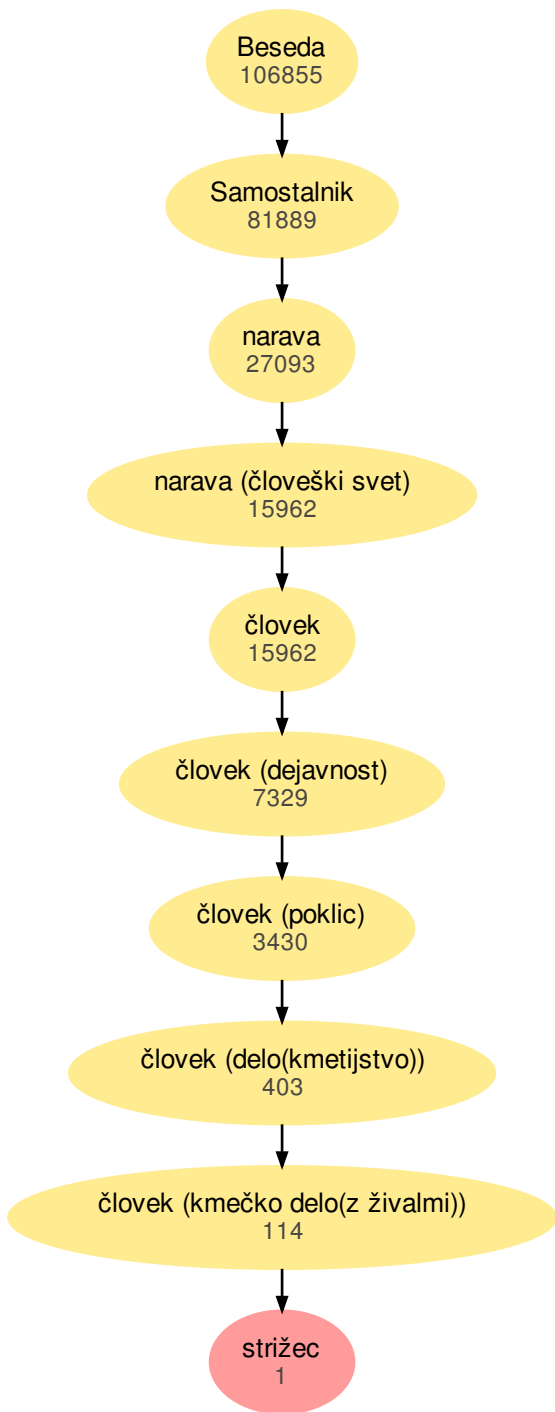 Beseda
106855
Samostalnik
81889
narava
27093
narava (človeški svet)
15962
človek
15962
človek (dejavnost)
7329
človek (poklic)
3430
človek (delo(kmetijstvo))
403
človek (kmečko delo(z živalmi))
114
strižec
1